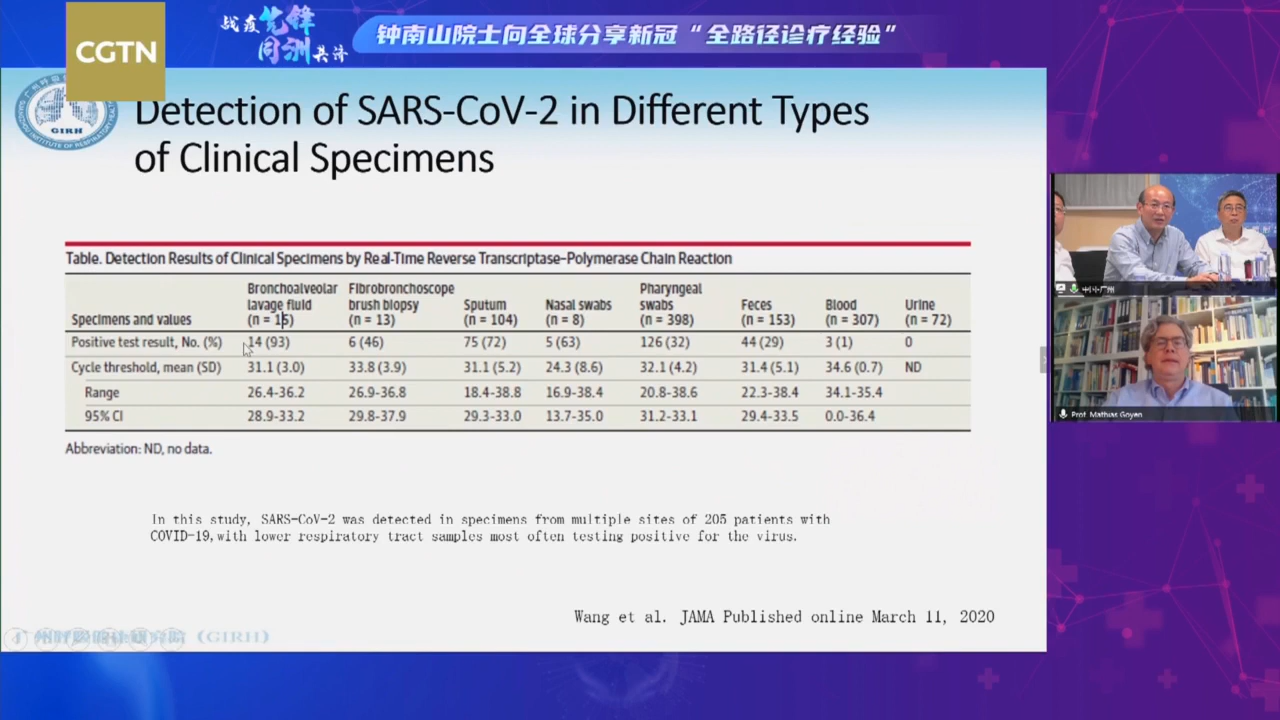 CGTN
战疫先锋
同洲共济
钟南山院士向全球分享新冠“全路径诊疗经验”
GIRH
Detection of SARS-CoV-2 in Different Types
of Clinical Specimens
Table. Detection Results of Clinical Specimens by Real-Time Reverse Transcriptase–Polymerase Chain Reaction
Specimens and values Bronchoalveolar lavage fluid (n = 15) Fibrobronchoscope brush biopsy (n = 13) Sputum (n = 104) Nasal swabs (n = 8) Pharyngeal swabs (n = 398) Feces (n = 153) Blood (n = 307) Urine (n = 72)
Positive test result, No. (%) 14 (93) 6 (46) 75 (72) 5 (63) 126 (32) 44 (29) 3 (1) 0
Cycle threshold, mean (SD) 31.1 (3.0) 33.8 (3.9) 31.1 (5.2) 24.3 (8.6) 32.1 (4.2) 31.4 (5.1) 34.6 (0.7) ND
Range 26.4-36.2 26.9-36.8 18.4-38.8 16.9-38.4 20.8-38.6 22.3-38.4 34.1-35.4
95% CI 28.9-33.2 29.8-37.9 29.3-33.0 13.7-35.0 31.2-33.1 29.4-33.5 0.0-36.4
Abbreviation: ND, no data.
In this study, SARS-CoV-2 was detected in specimens from multiple sites of 205 patients with
COVID-19,with lower respiratory tract samples most often testing positive for the virus.
Wang et al. JAMA Published online March 11, 2020
(GIRH)
Prof. Mathias Goyen